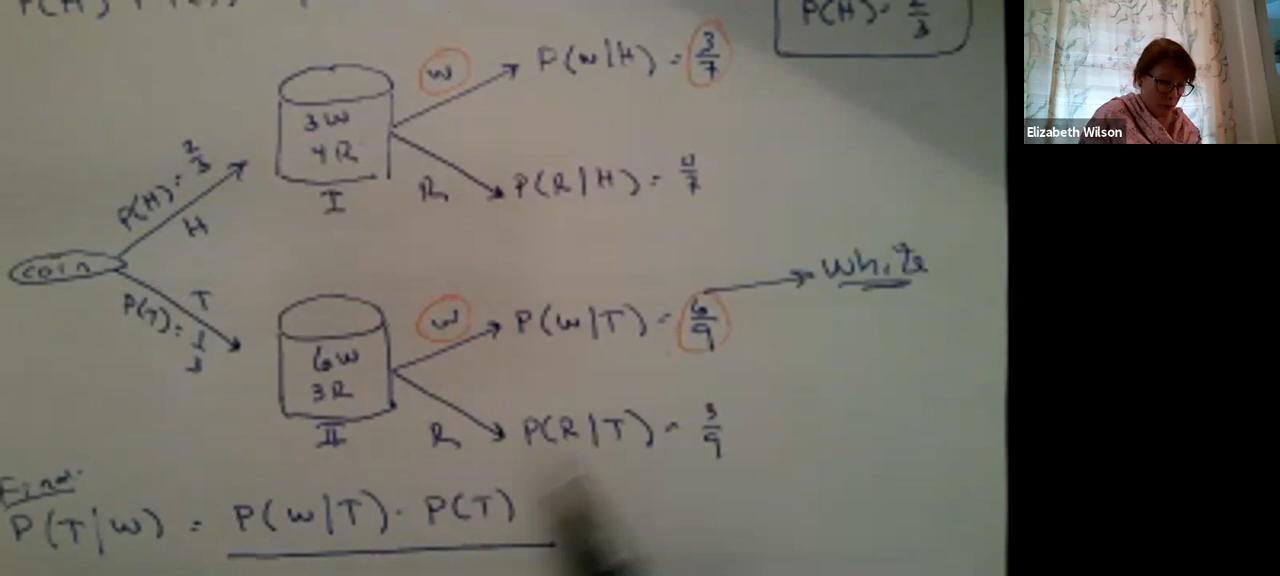 P(H) = 2/3
W P(W|H) = 3/7
3W
4R
I
P(H) = 2/3
H
R P(R|H) = 4/7
coin
T
P(T) = 1/3
W P(W|T) = 6/9
White
6W
3R
II
R P(R|T) = 3/9
Find:
P(T|W) = P(W|T) · P(T)
Elizabeth Wilson